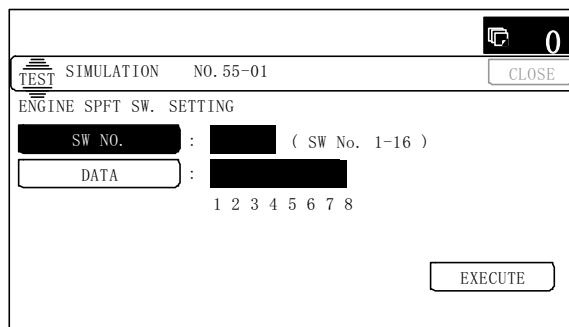 0
TEST SIMULATION NO.55-01 CLOSE
ENGINE SPFT SW. SETTING
SW NO. : ( SW No. 1-16 )
DATA :
1 2 3 4 5 6 7 8
EXECUTE